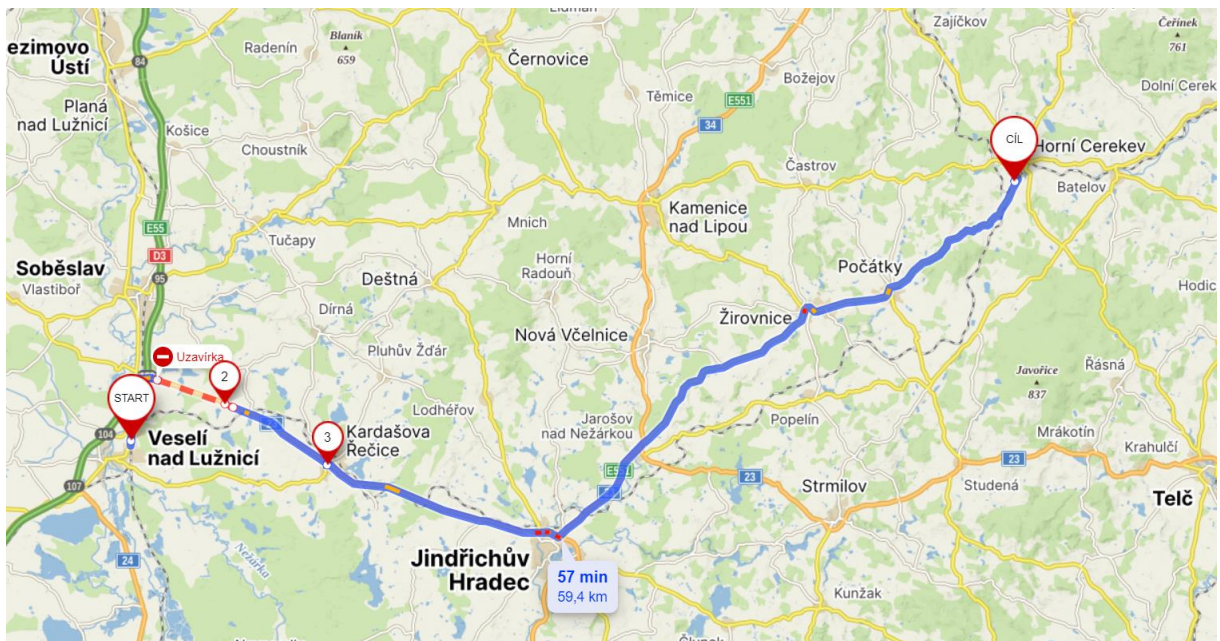 Zajíčkov
Čeřínek
761
Lidmaň
Blaník
659
Radenín
ezimovo
Ústí
84
Černovice
Božejov
Dolní Cerek
Planá
nad Lužnicí
Těmice
E551
34
Košice
Choustník
CÍL
Horní Cerekev
Častrov
Batelov
Mnich
Kamenice
nad Lipou
E55
D3
Tučapy
Soběslav
Vlastiboř
95
Deštná
Horní
Radouň
Počátky
Hodic
Dírná
Žirovnice
Nová Včelnice
Uzavírka
Pluhův Žďár
2
Řásná
Javořice
837
START
Lodhéřov
Jarošov
nad Nežárkou
Popelín
3
Kardašova
Řečice
Mrákotín
Krahulčí
104
Veselí
nad Lužnicí
E551
23
23
107
Strmilov
Studená
Telč
Nežárka
24
Jindřichův
Hradec
57 min
59,4 km
Kunžak